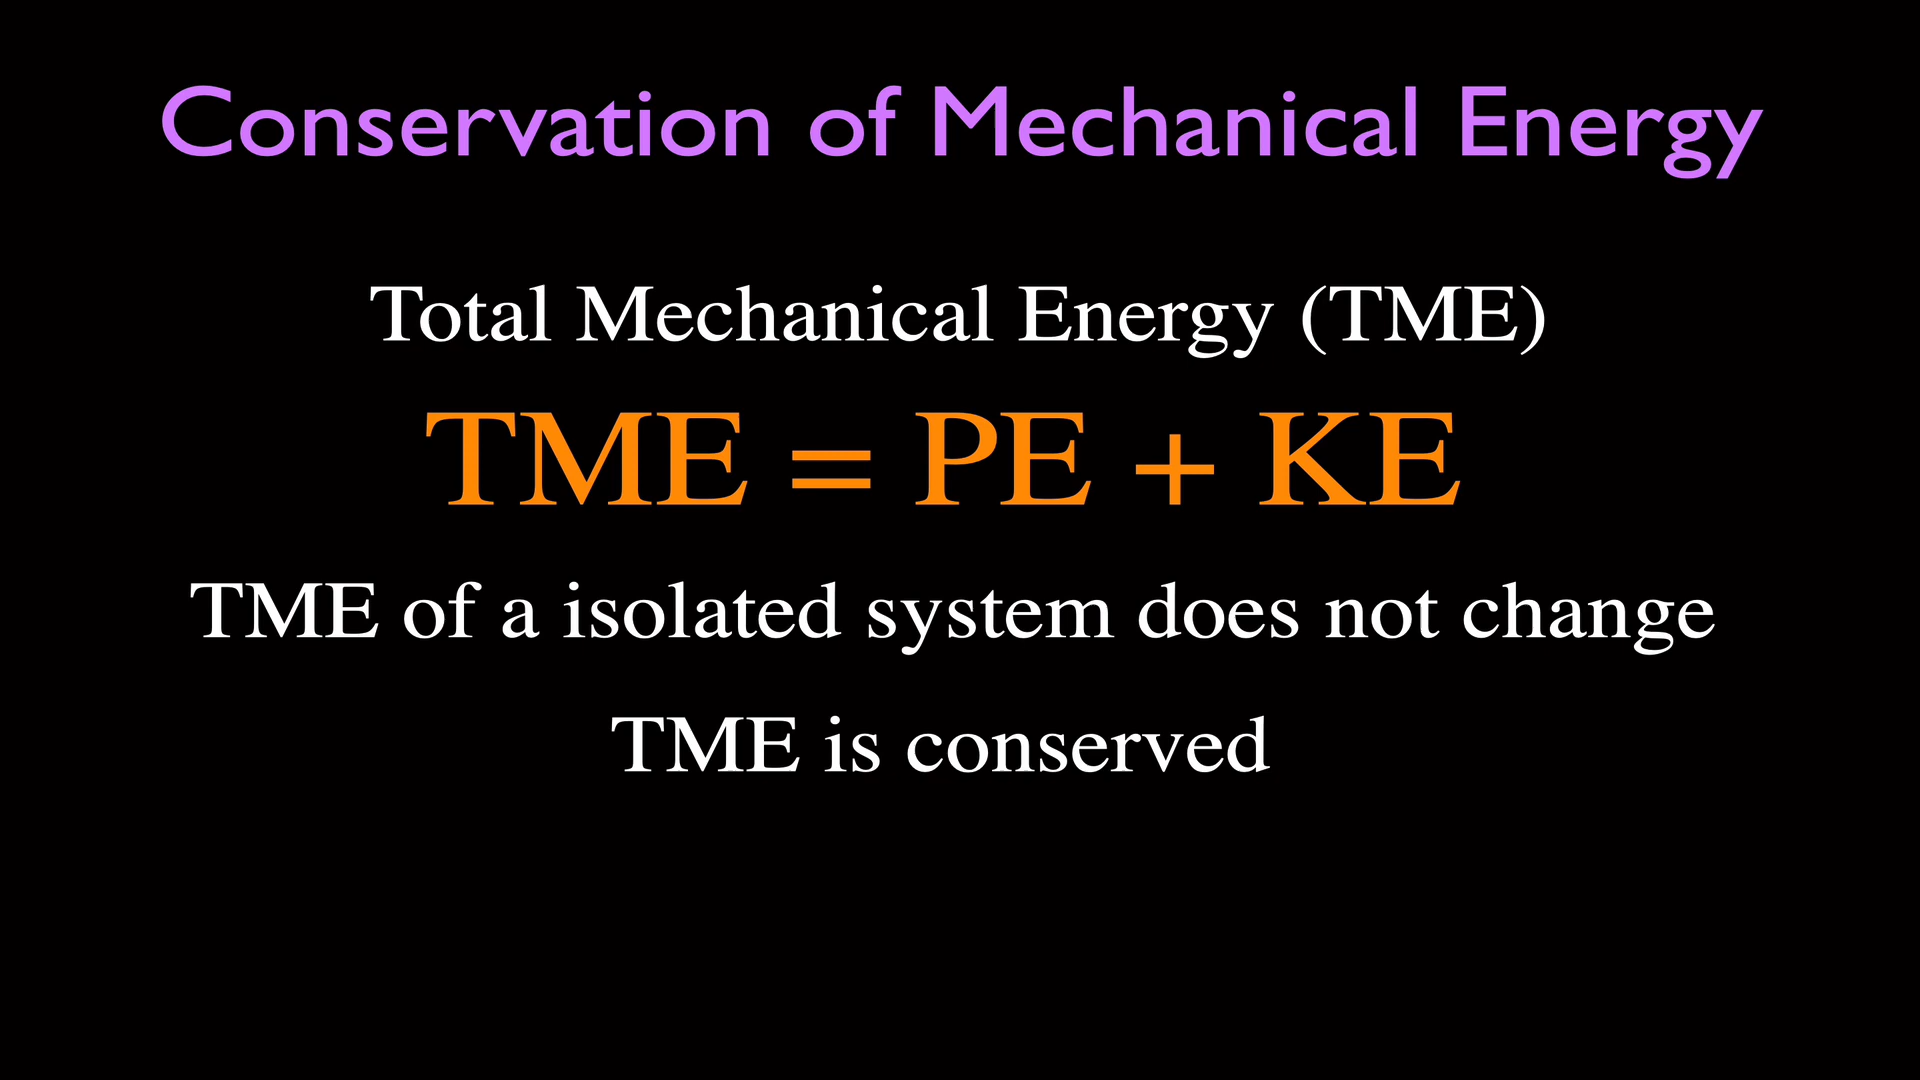 Conservation of Mechanical Energy
Total Mechanical Energy (TME)
TME = PE + KE
TME of a isolated system does not change
TME is conserved